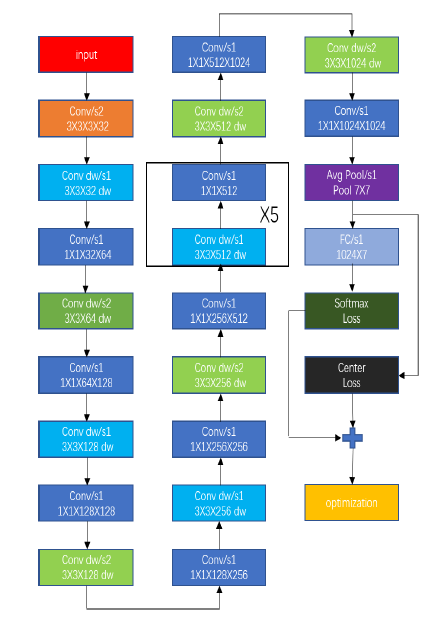 input
Conv/s2
3X3X3X32
Conv dw/s1
3X3X32 dw
Conv/s1
1X1X32X64
Conv dw/s2
3X3X64 dw
Conv/s1
1X1X64X128
Conv dw/s1
3X3X128 dw
Conv/s1
1X1X128X128
Conv dw/s2
3X3X128 dw
Conv/s1
1X1X512X1024
Conv dw/s2
3X3X512 dw
Conv/s1
1X1X512
X5
Conv dw/s1
3X3X512 dw
Conv/s1
1X1X256X512
Conv dw/s2
3X3X256 dw
Conv/s1
1X1X256X256
Conv dw/s1
3X3X256 dw
Conv/s1
1X1X128X256
Conv dw/s2
3X3X1024 dw
Conv/s1
1X1X1024X1024
Avg Pool/s1
Pool 7X7
FC/s1
1024X7
Softmax
Loss
Center
Loss
optimization